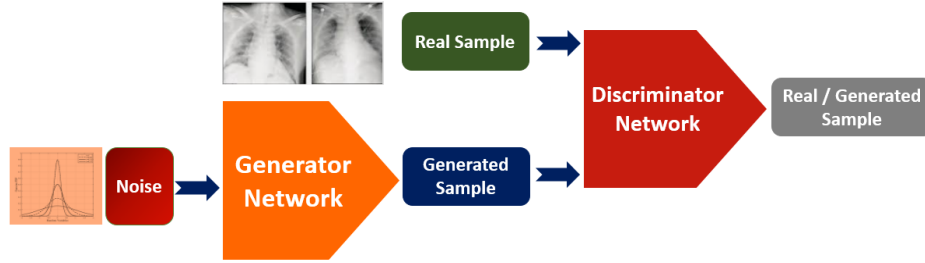 Real Sample
Discriminator
Network
Real / Generated
Sample
Generator
Network
Generated
Sample
Noise